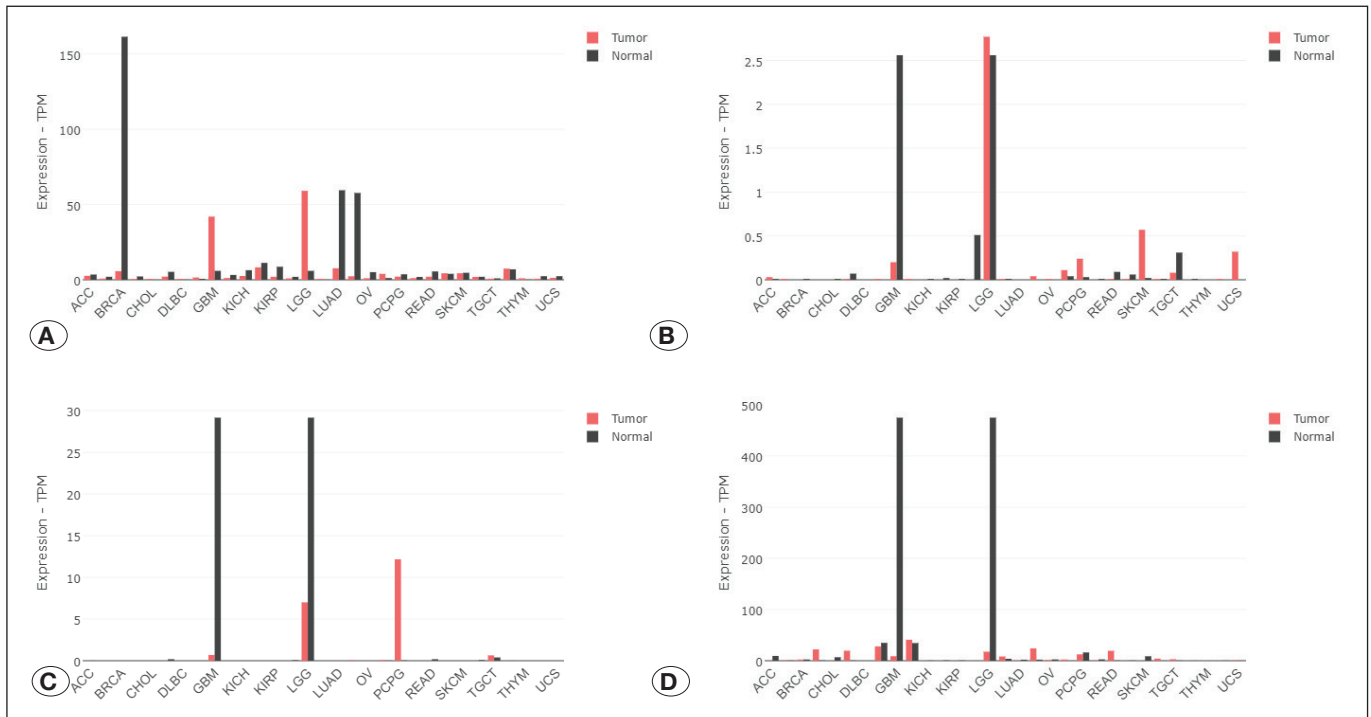 Tumor
Normal
150
100
50
0
Expression – TPM
ACC
BRCA
CHOL
DLBC
GBM
KICH
KIRP
LGG
LUAD
OV
PCPG
READ
SKCM
TGCT
THYM
UCS
A
Tumor
Normal
2.5
2
1.5
1
0.5
0
Expression – TPM
ACC
BRCA
CHOL
DLBC
GBM
KICH
KIRP
LGG
LUAD
OV
PCPG
READ
SKCM
TGCT
THYM
UCS
B
Tumor
Normal
30
25
20
15
10
5
0
Expression – TPM
ACC
BRCA
CHOL
DLBC
GBM
KICH
KIRP
LGG
LUAD
OV
PCPG
READ
SKCM
TGCT
THYM
UCS
C
Tumor
Normal
500
400
300
200
100
0
Expression – TPM
ACC
BRCA
CHOL
DLBC
GBM
KICH
KIRP
LGG
LUAD
OV
PCPG
READ
SKCM
TGCT
THYM
UCS
D